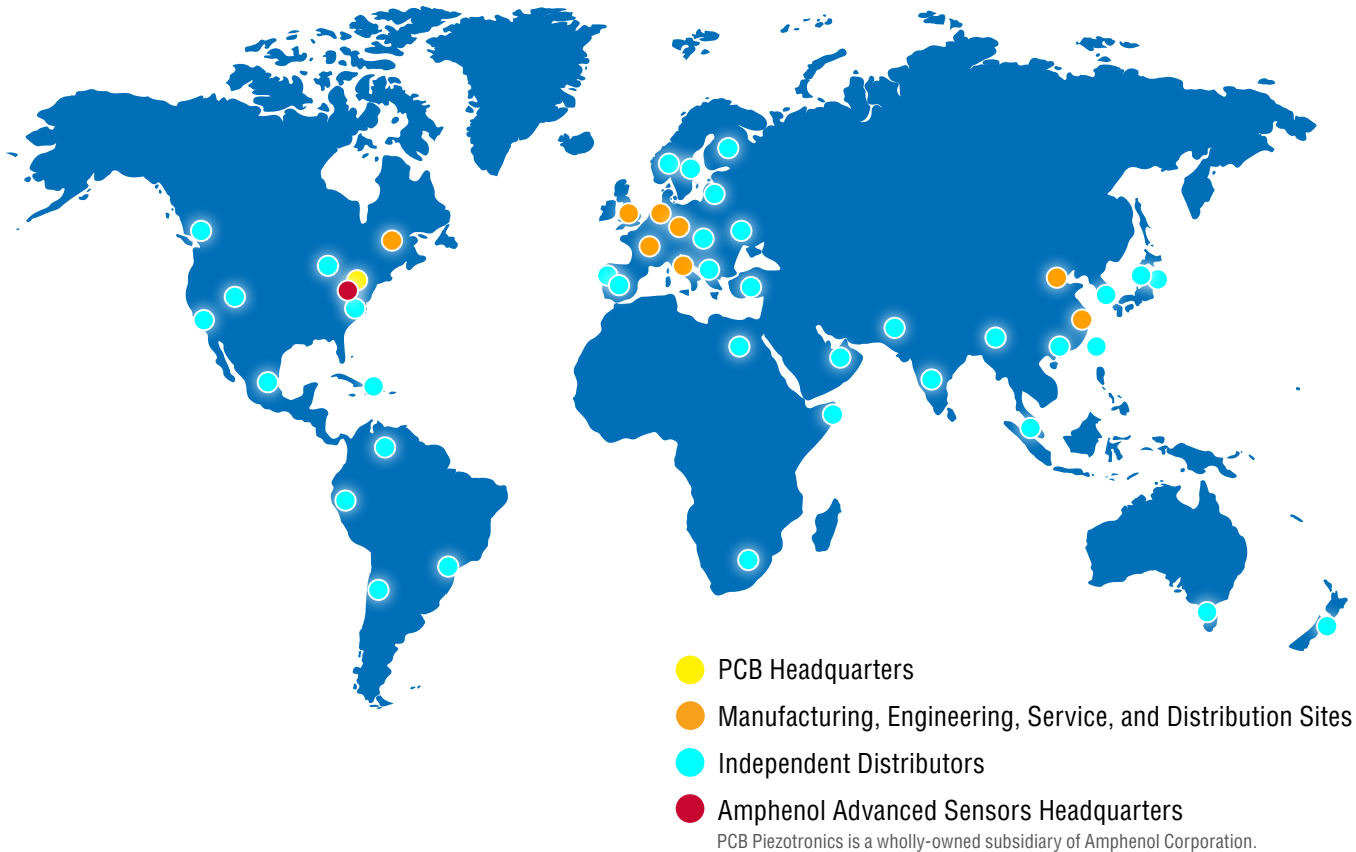 PCB Headquarters
Manufacturing, Engineering, Service, and Distribution Sites
Independent Distributors
Amphenol Advanced Sensors Headquarters
PCB Piezotronics is a wholly-owned subsidiary of Amphenol Corporation.